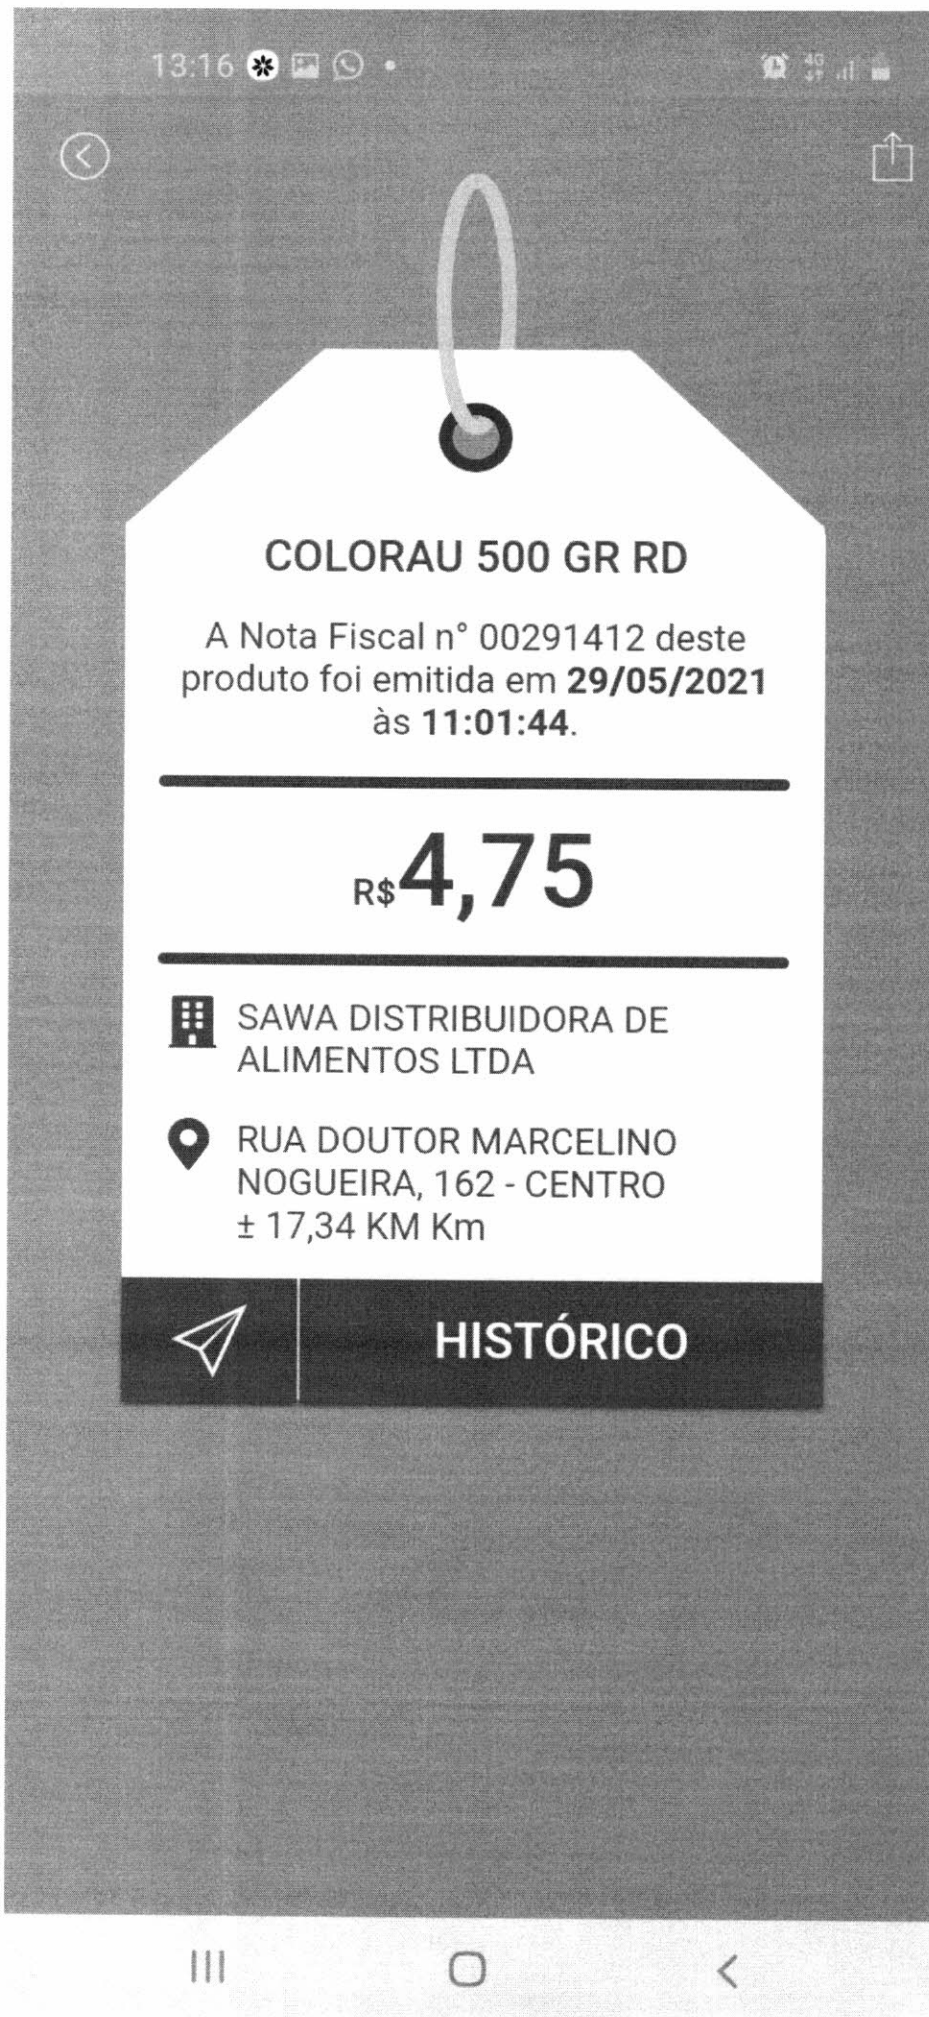 13:16
4G
COLORAU 500 GR RD
A Nota Fiscal n° 00291412 deste
produto foi emitida em 29/05/2021
às 11:01:44.
R$4,75
SAWA DISTRIBUIDORA DE
ALIMENTOS LTDA
RUA DOUTOR MARCELINO
NOGUEIRA, 162 - CENTRO
± 17,34 KM Km
HISTÓRICO